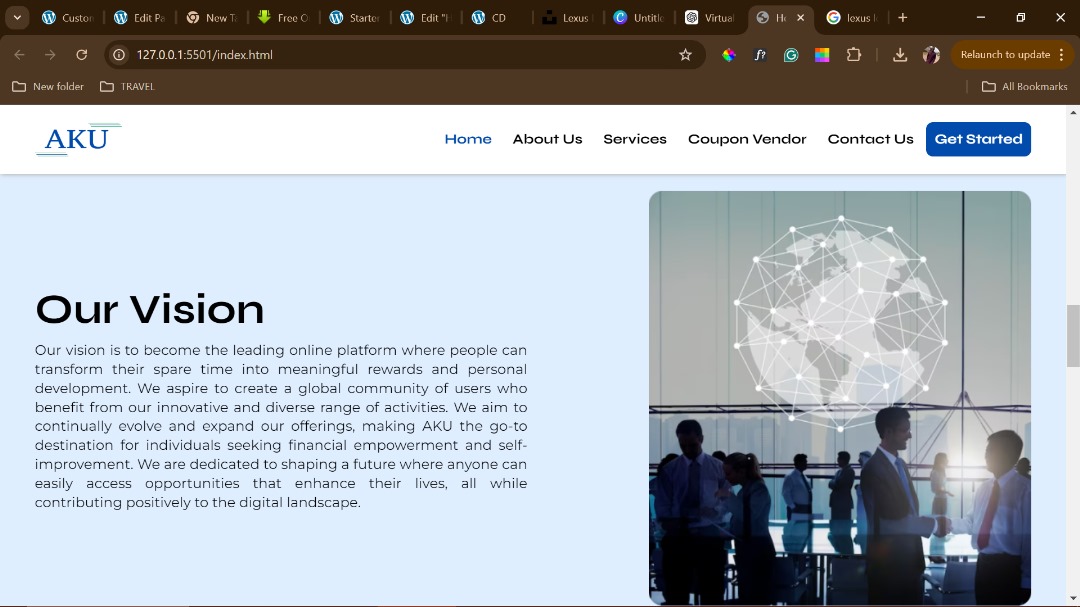 Custon
Edit Pa
New Ta
Free O
Starter
Edit "H
CD
Lexus
Untitle
Virtual
He
lexus l
127.0.0.1:5501/index.html
Relaunch to update
New folder
TRAVEL
All Bookmarks
AKU
Home
About Us
Services
Coupon Vendor
Contact Us
Get Started
Our Vision
Our vision is to become the leading online platform where people can
transform their spare time into meaningful rewards and personal
development. We aspire to create a global community of users who
benefit from our innovative and diverse range of activities. We aim to
continually evolve and expand our offerings, making AKU the go-to
destination for individuals seeking financial empowerment and self-
improvement. We are dedicated to shaping a future where anyone can
easily access opportunities that enhance their lives, all while
contributing positively to the digital landscape.